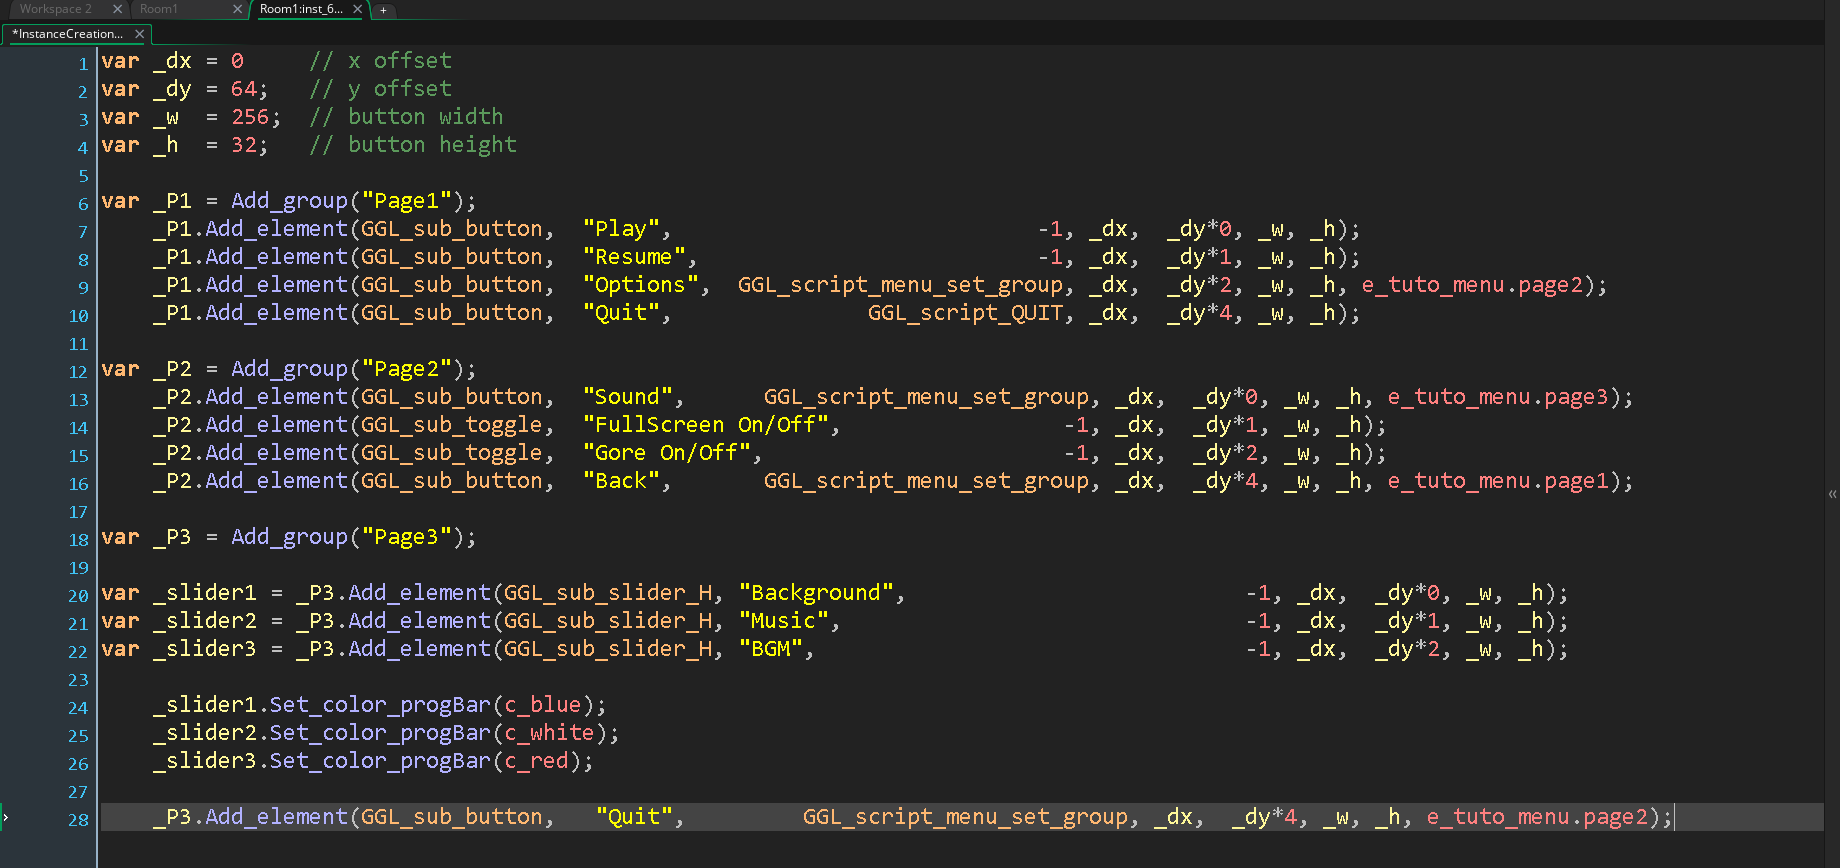 Workspace 2 × Room1 × Room1:inst_6... × +
*InstanceCreation... ×
1 var _dx = 0 // x offset
2 var _dy = 64; // y offset
3 var _w = 256; // button width
4 var _h = 32; // button height
5
6 var _P1 = Add_group("Page1");
7 _P1.Add_element(GGL_sub_button, "Play", -1, _dx, _dy*0, _w, _h);
8 _P1.Add_element(GGL_sub_button, "Resume", -1, _dx, _dy*1, _w, _h);
9 _P1.Add_element(GGL_sub_button, "Options", GGL_script_menu_set_group, _dx, _dy*2, _w, _h, e_tuto_menu.page2);
10 _P1.Add_element(GGL_sub_button, "Quit", GGL_script_QUIT, _dx, _dy*4, _w, _h);
11
12 var _P2 = Add_group("Page2");
13 _P2.Add_element(GGL_sub_button, "Sound", GGL_script_menu_set_group, _dx, _dy*0, _w, _h, e_tuto_menu.page3);
14 _P2.Add_element(GGL_sub_toggle, "FullScreen On/Off", -1, _dx, _dy*1, _w, _h);
15 _P2.Add_element(GGL_sub_toggle, "Gore On/Off", -1, _dx, _dy*2, _w, _h);
16 _P2.Add_element(GGL_sub_button, "Back", GGL_script_menu_set_group, _dx, _dy*4, _w, _h, e_tuto_menu.page1);
17
18 var _P3 = Add_group("Page3");
19
20 var _slider1 = _P3.Add_element(GGL_sub_slider_H, "Background", -1, _dx, _dy*0, _w, _h);
21 var _slider2 = _P3.Add_element(GGL_sub_slider_H, "Music", -1, _dx, _dy*1, _w, _h);
22 var _slider3 = _P3.Add_element(GGL_sub_slider_H, "BGM", -1, _dx, _dy*2, _w, _h);
23
24 _slider1.Set_color_progBar(c_blue);
25 _slider2.Set_color_progBar(c_white);
26 _slider3.Set_color_progBar(c_red);
27
28 _P3.Add_element(GGL_sub_button, "Quit", GGL_script_menu_set_group, _dx, _dy*4, _w, _h, e_tuto_menu.page2);